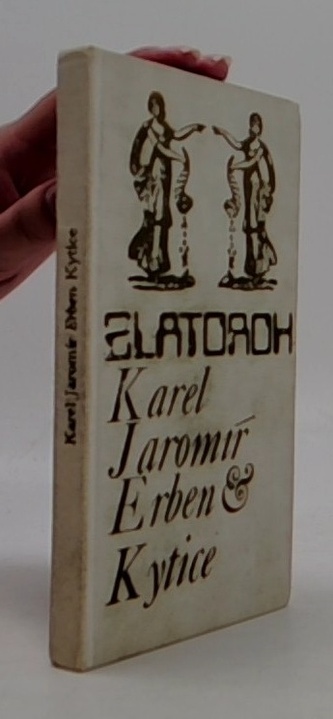 Karel Jaromír Erben Kytice
ZLATOROH
Karel
Jaromír
Erben &
Kytice